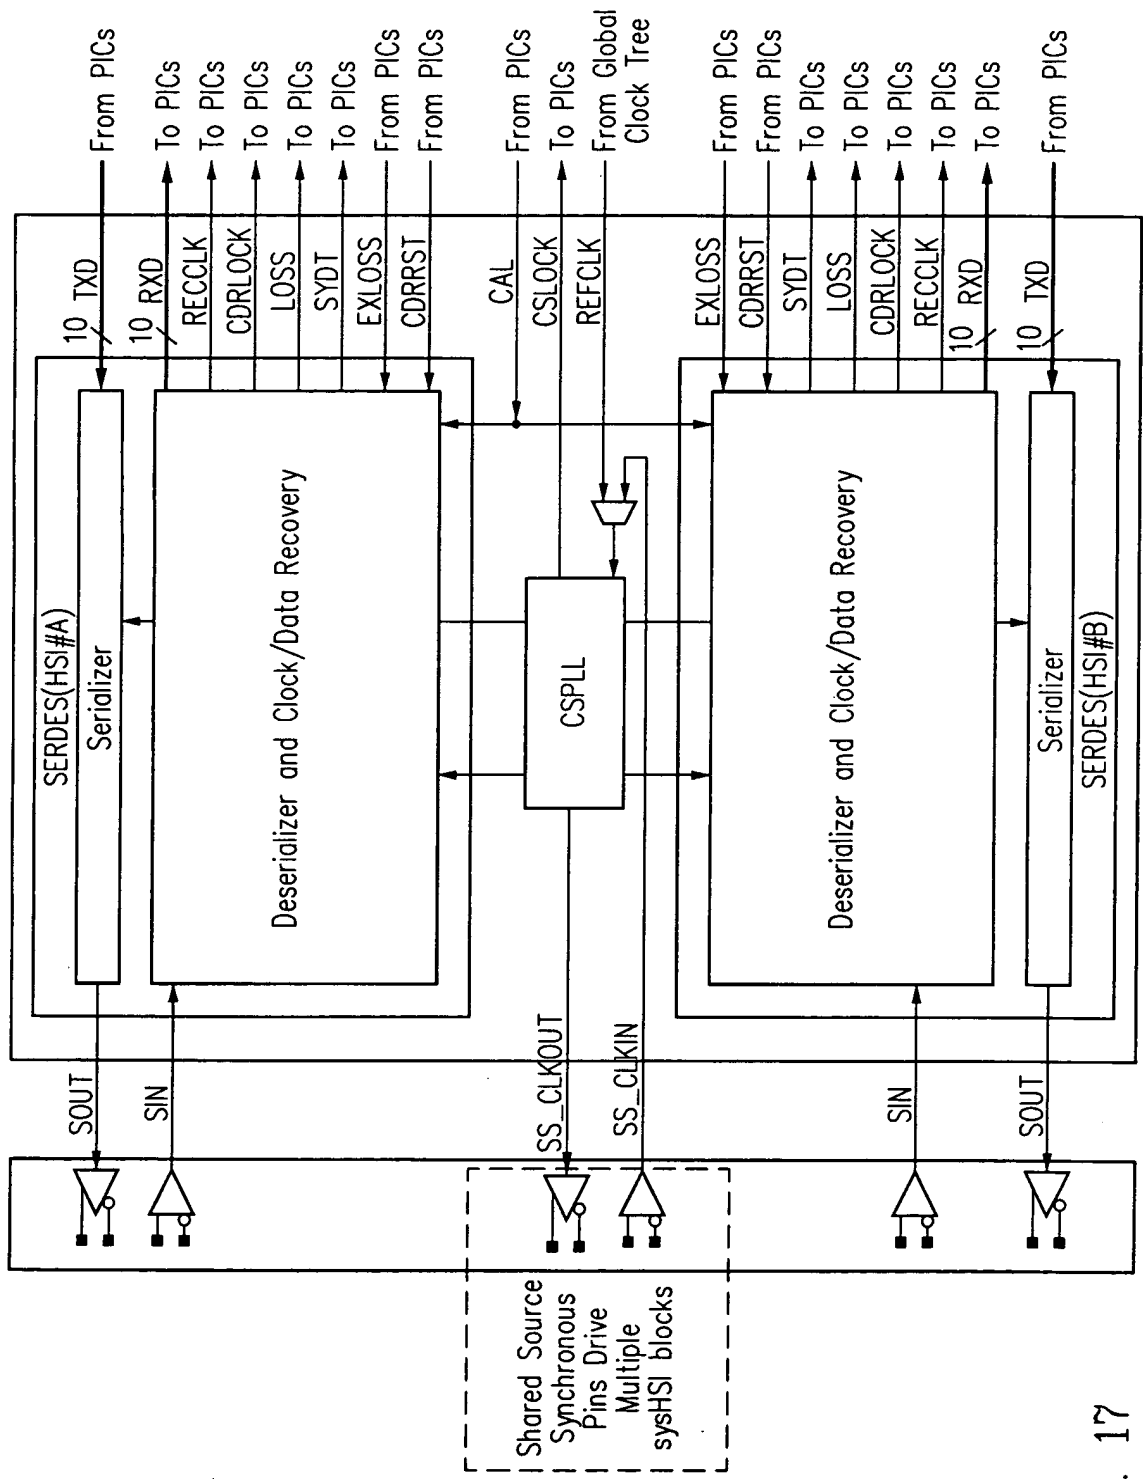 SERDES(HSI#A)
Serializer
Deserializer and Clock/Data Recovery
SOUT
SIN
10 TXD
From PICs
10 RXD
To PICs
RECCLK
To PICs
CDRLOCK
To PICs
LOSS
To PICs
SYDT
To PICs
EXLOSS
From PICs
CDRRST
From PICs
CAL
From PICs
CSLOCK
To PICs
REFCLK
From Global
Clock Tree
CSPLL
SS_CLKOUT
SS_CLKIN
Shared Source
Synchronous
Pins Drive
Multiple
sysHSI blocks
EXLOSS
From PICs
CDRRST
From PICs
SYDT
To PICs
LOSS
To PICs
CDRLOCK
To PICs
RECCLK
To PICs
10 RXD
To PICs
10 TXD
From PICs
Deserializer and Clock/Data Recovery
SIN
SOUT
Serializer
SERDES(HSI#B)
. 17